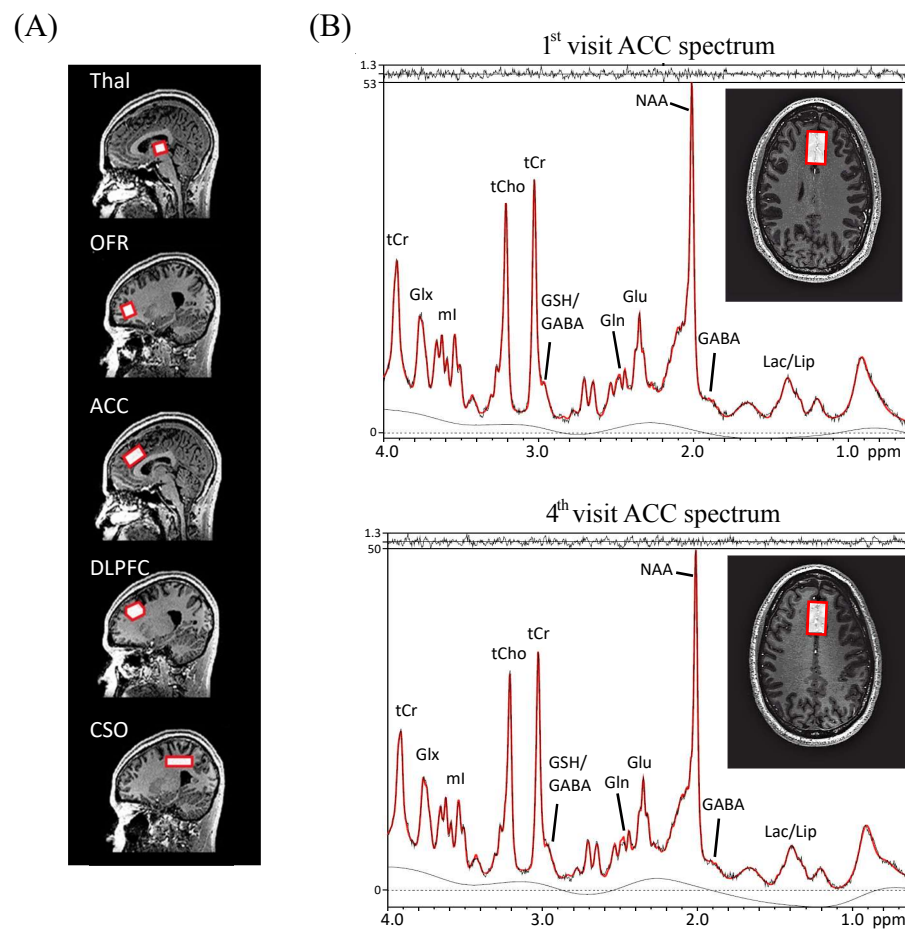 (A)
Thal
OFR
ACC
DLPFC
CSO
(B)
1st visit ACC spectrum
1.3
53
NAA
tCr
tCho
tCr
Glx
GSH/
GABA
Glu
mI
Gln
GABA
Lac/Lip
0
4.0 3.0 2.0 1.0 ppm
4th visit ACC spectrum
1.3
50
NAA
tCr
tCho
tCr
Glx
GSH/
GABA
Glu
mI
Gln
GABA
Lac/Lip
0
4.0 3.0 2.0 1.0 ppm